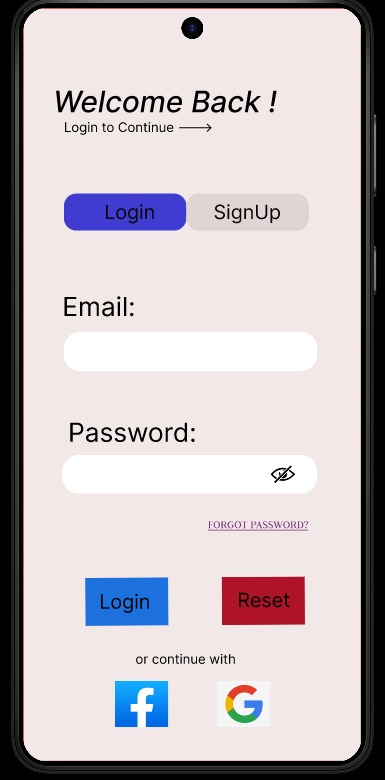 Welcome Back !
Login to Continue
Login SignUp
Email:
Password:
FORGOT PASSWORD?
Login Reset
or continue with